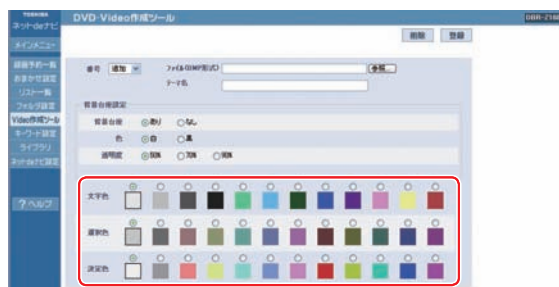 ネットdeナビ
DVD-Video作成ツール
メインメニュー
削除 登録
録画予約一覧
番号 追加 ファイル(BMP形式) 参照...
おまかせ設定
テーマ名
リスト一覧
フォルダ設定
背景台座設定
Video作成ツール
背景台座 あり なし
キーワード設定
色 白 黒
ライブラリ
透明度 50% 70% 90%
ネットdeナビ設定
?ヘルプ
文字色
選択色
決定色